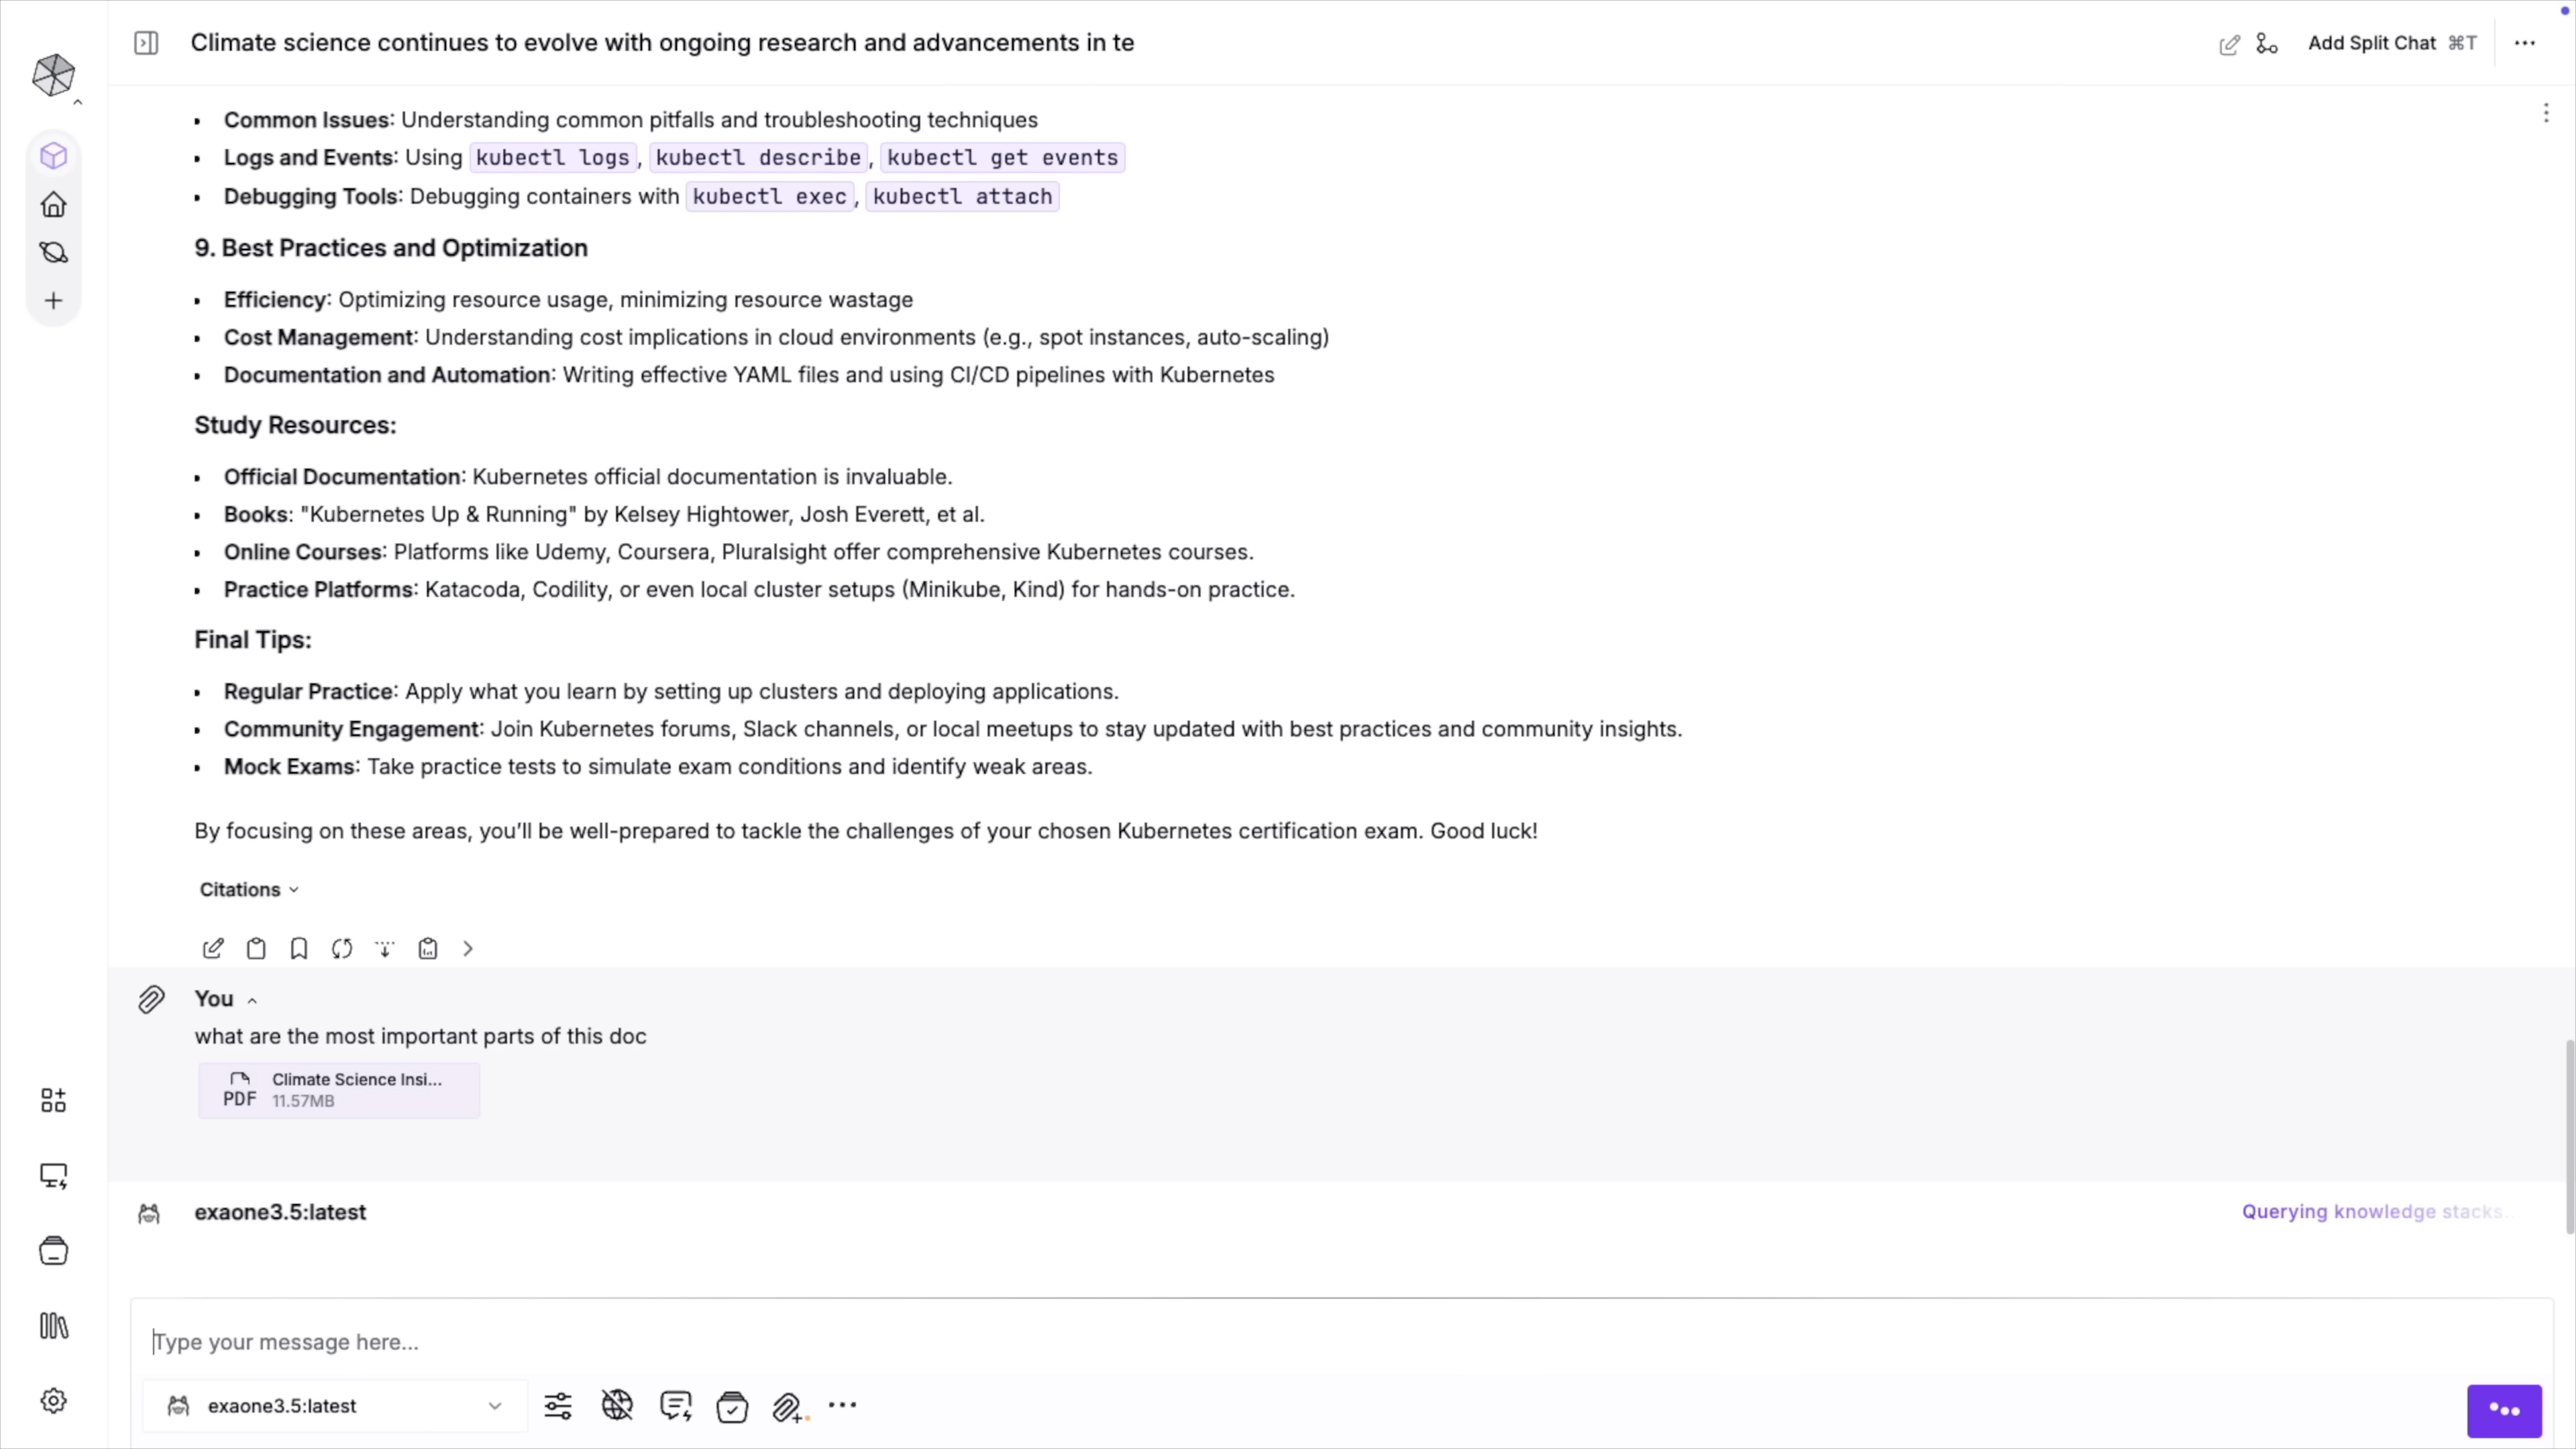 Climate science continues to evolve with ongoing research and advancements in te
Add Split Chat ⌘T
Common Issues: Understanding common pitfalls and troubleshooting techniques
Logs and Events: Using kubectl logs, kubectl describe, kubectl get events
Debugging Tools: Debugging containers with kubectl exec, kubectl attach
9. Best Practices and Optimization
Efficiency: Optimizing resource usage, minimizing resource wastage
Cost Management: Understanding cost implications in cloud environments (e.g., spot instances, auto-scaling)
Documentation and Automation: Writing effective YAML files and using CI/CD pipelines with Kubernetes
Study Resources:
Official Documentation: Kubernetes official documentation is invaluable.
Books: "Kubernetes Up & Running" by Kelsey Hightower, Josh Everett, et al.
Online Courses: Platforms like Udemy, Coursera, Pluralsight offer comprehensive Kubernetes courses.
Practice Platforms: Katacoda, Codility, or even local cluster setups (Minikube, Kind) for hands-on practice.
Final Tips:
Regular Practice: Apply what you learn by setting up clusters and deploying applications.
Community Engagement: Join Kubernetes forums, Slack channels, or local meetups to stay updated with best practices and community insights.
Mock Exams: Take practice tests to simulate exam conditions and identify weak areas.
By focusing on these areas, you’ll be well-prepared to tackle the challenges of your chosen Kubernetes certification exam. Good luck!
Citations
You
what are the most important parts of this doc
Climate Science Insi...
PDF 11.57MB
exaone3.5:latest
Querying knowledge stacks...
Type your message here...
exaone3.5:latest